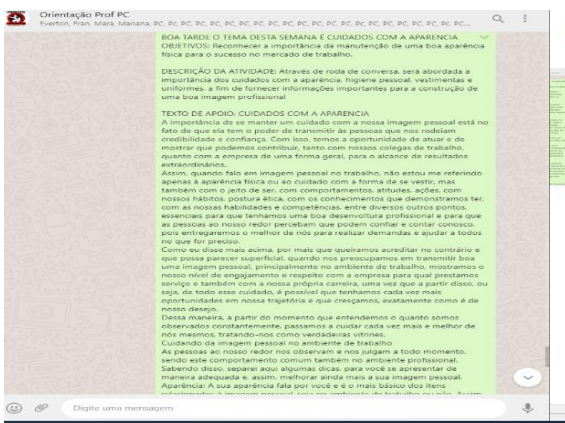 Orientação Prof PC
Everton, Fran, Mara, Mariana, PC, Pc, PC, PC, PC, PC, PC, PC, PC, PC, Pc, PC, PC, PC, PC, PC, Pc, PC...
BOA TARDE O TEMA DESTA SEMANA É CUIDADOS COM A APARENCIA
OBJETIVOS: Reconhecer a importância da manutenção de uma boa aparência
física para o sucesso no mercado de trabalho.
DESCRIÇÃO DA ATIVIDADE: Através de roda de conversa, será abordada a
importância dos cuidados com a aparência, higiene pessoal, vestimentas e
uniformes, a fim de fornecer informações importantes para a construção de
uma boa imagem profissional
TEXTO DE APOIO: CUIDADOS COM A APARENCIA
A importância de se manter um cuidado com a nossa imagem pessoal está no
fato de que ela tem o poder de transmitir às pessoas que nos rodeiam
credibilidade e confiança. Com isso, temos a oportunidade de atuar e de
mostrar que podemos contribuir, tanto com nossos colegas de trabalho,
quanto com a empresa de uma forma geral, para o alcance de resultados
extraordinários.
Assim, quando falo em imagem pessoal no trabalho, não estou me referindo
apenas à aparência física ou ao cuidado com a forma de se vestir, mas
também com o jeito de ser, com comportamentos, atitudes, ações, com
nossos hábitos, postura ética, com os conhecimentos que demonstramos ter,
com as nossas habilidades e competências, entre diversos outros pontos,
essenciais para que tenhamos uma boa desenvoltura profissional e para que
as pessoas ao nosso redor percebam que podem confiar e contar conosco,
pois entregaremos o melhor de nós para realizar demandas e ajudar a todos
no que for preciso.
Como eu disse mais acima, por mais que queiramos acreditar no contrário e
que possa parecer superficial, quando nos preocupamos em transmitir boa
uma imagem pessoal, principalmente no ambiente de trabalho, mostramos o
nosso nível de engajamento e respeito com a empresa para qual prestamos
serviço e também com a nossa própria carreira, uma vez que a partir disso, ou
seja, de todo esse cuidado, é possível que tenhamos cada vez mais
oportunidades em nossa trajetória e que cresçamos, exatamente como é de
nosso desejo.
Dessa maneira, a partir do momento que entendemos o quanto somos
observados constantemente, passamos a cuidar cada vez mais e melhor de
nós mesmos, tratando-nos como verdadeiras vitrines.
Cuidando da imagem pessoal no ambiente de trabalho
As pessoas ao nosso redor nos observam e nos julgam a todo momento,
sendo este comportamento comum também no ambiente profissional.
Sabendo disso, separei aqui algumas dicas, para você se apresentar de
maneira adequada e, assim, melhorar ainda mais a sua imagem pessoal.
Aparência: A sua aparência fala por você e é o mais básico dos itens
relacionados à imagem pessoal, seja no ambiente de trabalho ou não. Assim
Digite uma mensagem